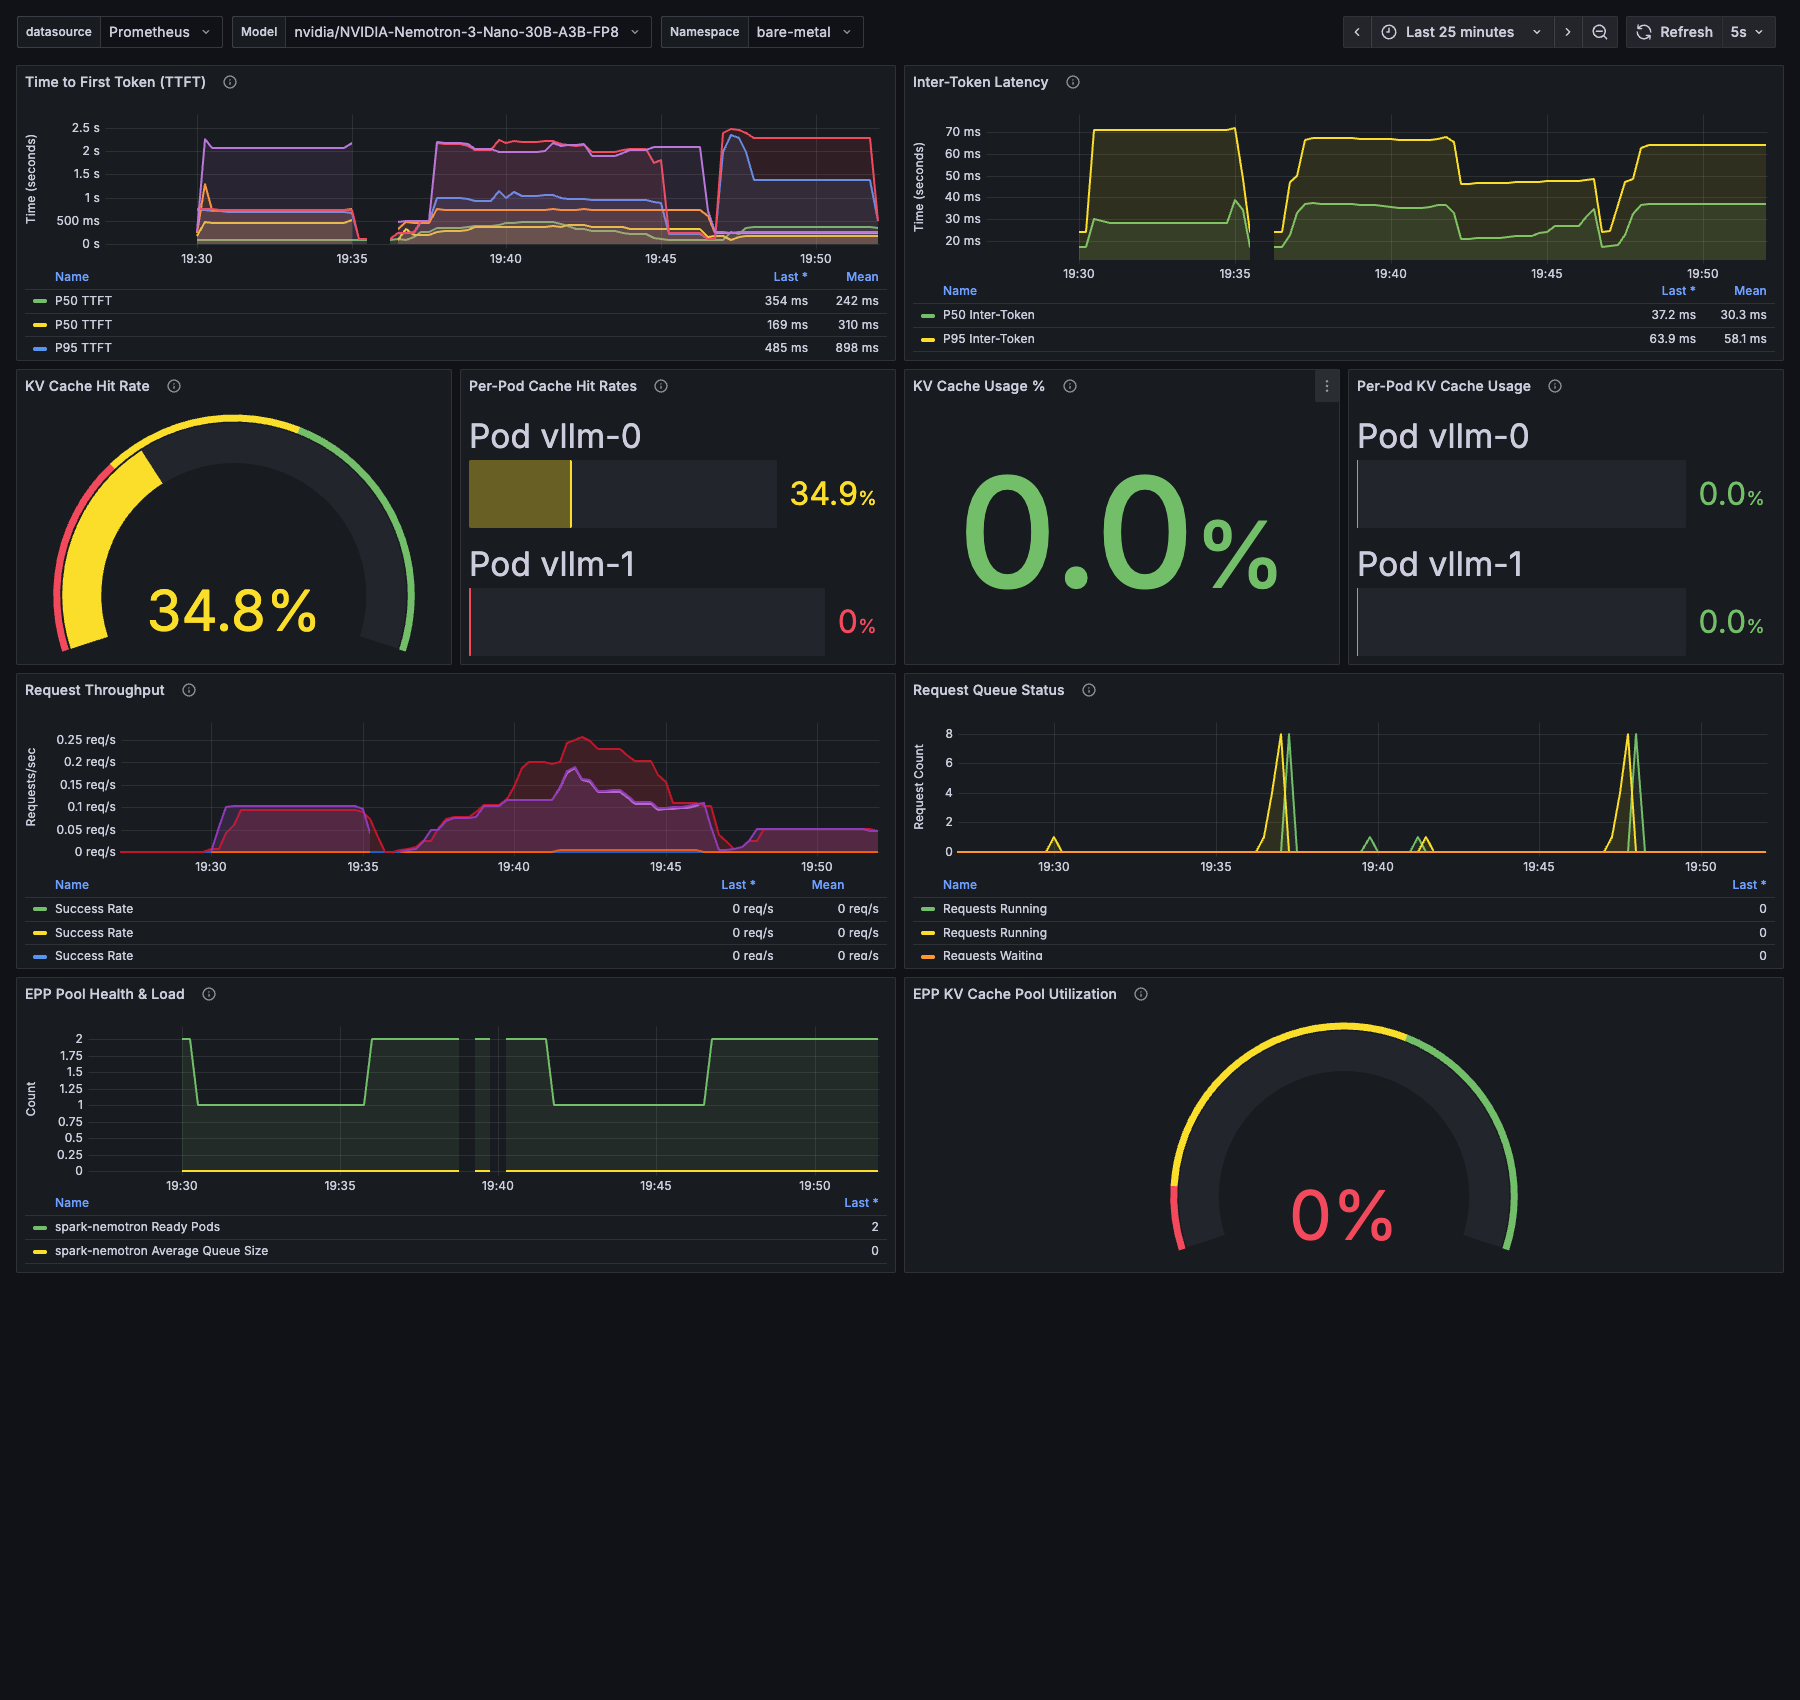 datasource Prometheus Model nvidia/NVIDIA-Nemotron-3-Nano-30B-A3B-FP8 Namespace bare-metal Last 25 minutes Refresh 5s
Time to First Token (TTFT)
Time (seconds)
2.5 s
2 s
1.5 s
1 s
500 ms
0 s
19:30 19:35 19:40 19:45 19:50
Name Last * Mean
P50 TTFT 354 ms 242 ms
P50 TTFT 169 ms 310 ms
P95 TTFT 485 ms 898 ms
Inter-Token Latency
Time (seconds)
70 ms
60 ms
50 ms
40 ms
30 ms
20 ms
19:30 19:35 19:40 19:45 19:50
Name Last * Mean
P50 Inter-Token 37.2 ms 30.3 ms
P95 Inter-Token 63.9 ms 58.1 ms
KV Cache Hit Rate
34.8%
Per-Pod Cache Hit Rates
Pod vllm-0
34.9%
Pod vllm-1
0%
KV Cache Usage %
0.0%
Per-Pod KV Cache Usage
Pod vllm-0
0.0%
Pod vllm-1
0.0%
Request Throughput
Requests/sec
0.25 req/s
0.2 req/s
0.15 req/s
0.1 req/s
0.05 req/s
0 req/s
19:30 19:35 19:40 19:45 19:50
Name Last * Mean
Success Rate 0 req/s 0 req/s
Success Rate 0 req/s 0 req/s
Success Rate 0 req/s 0 req/s
Request Queue Status
Request Count
8
6
4
2
0
19:30 19:35 19:40 19:45 19:50
Name Last *
Requests Running 0
Requests Running 0
Requests Waiting 0
EPP Pool Health & Load
Count
2
1.75
1.5
1.25
1
0.75
0.5
0.25
0
19:30 19:35 19:40 19:45 19:50
Name Last *
spark-nemotron Ready Pods 2
spark-nemotron Average Queue Size 0
EPP KV Cache Pool Utilization
0%